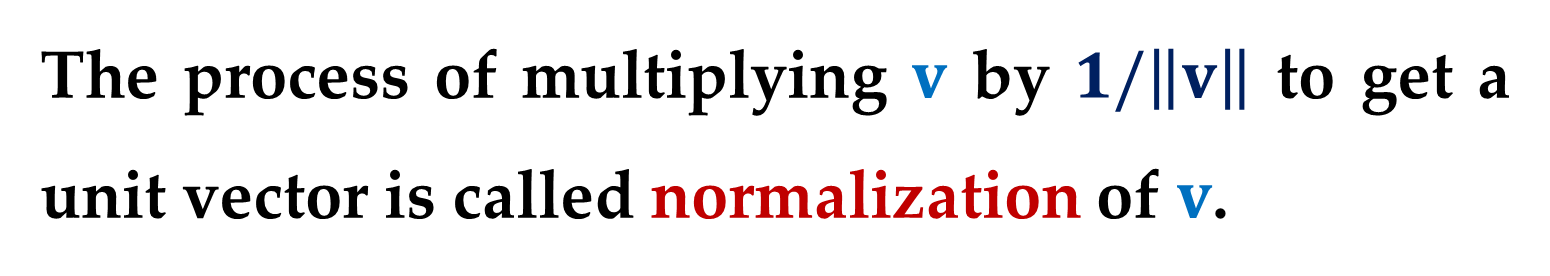 The process of multiplying v by 1/‖v‖ to get a
unit vector is called normalization of v.